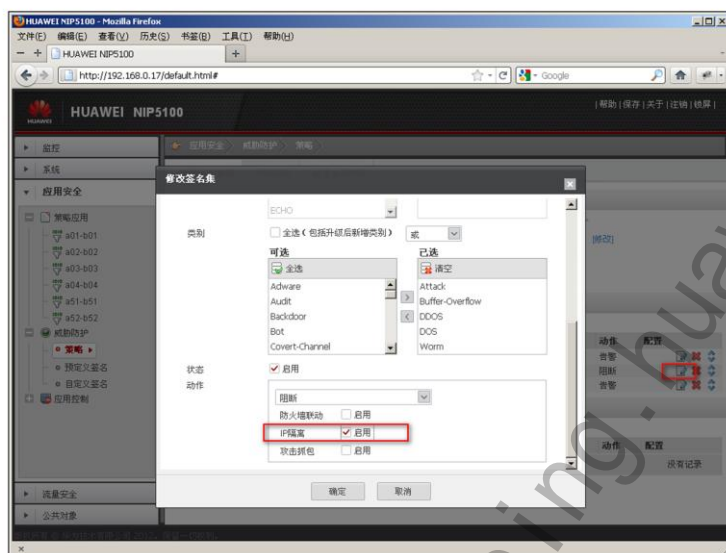 HUAWEI NIP5100 - Mozilla Firefox
文件(F) 编辑(E) 查看(V) 历史(S) 书签(B) 工具(T) 帮助(H)
HUAWEI NIP5100
http://192.168.0.17/default.html#
Google
HUAWEI
HUAWEI NIP5100
|帮助|保存|关于|注销|锁屏|
监控
应用安全 威胁防护 策略
系统
修改签名集
应用安全
ECHO
策略应用
类别
全选(包括升级后新增类别)
或
[修改]
a01-b01
可选
已选
a02-b02
全选
清空
a03-b03
Adware
Attack
a04-b04
Audit
Buffer-Overflow
a51-b51
Backdoor
DDOS
a52-b52
Bot
DOS
威胁防护
Covert-Channel
Worm
动作 配置
告警
策略
状态
启用
阻断
预定义签名
动作
告警
自定义签名
阻断
应用控制
防火墙联动 启用
IP隔离 启用
动作 配置
攻击抓包 启用
没有记录
流量安全
确定
取消
公共对象
ing.hua